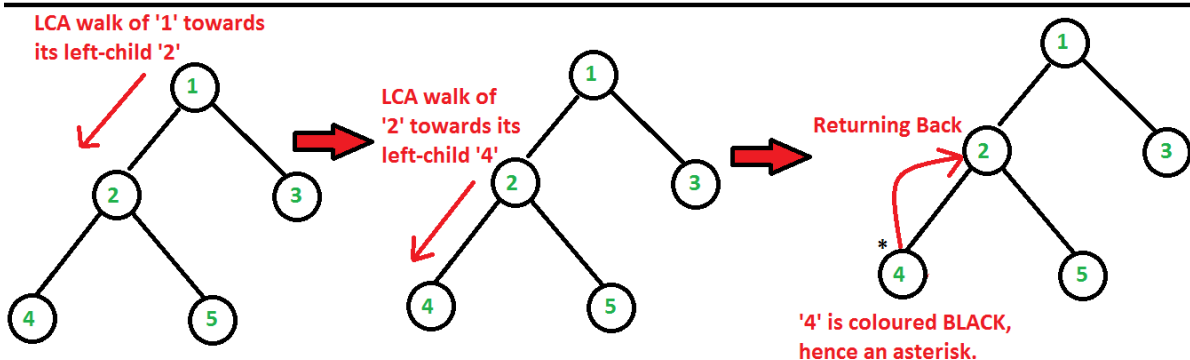 LCA walk of '1' towards
its left-child '2'
1
2
3
4
5
LCA walk of
'2' towards its
left-child '4'
1
2
3
4
5
Returning Back
1
2
3
*
4
5
'4' is coloured BLACK,
hence an asterisk.